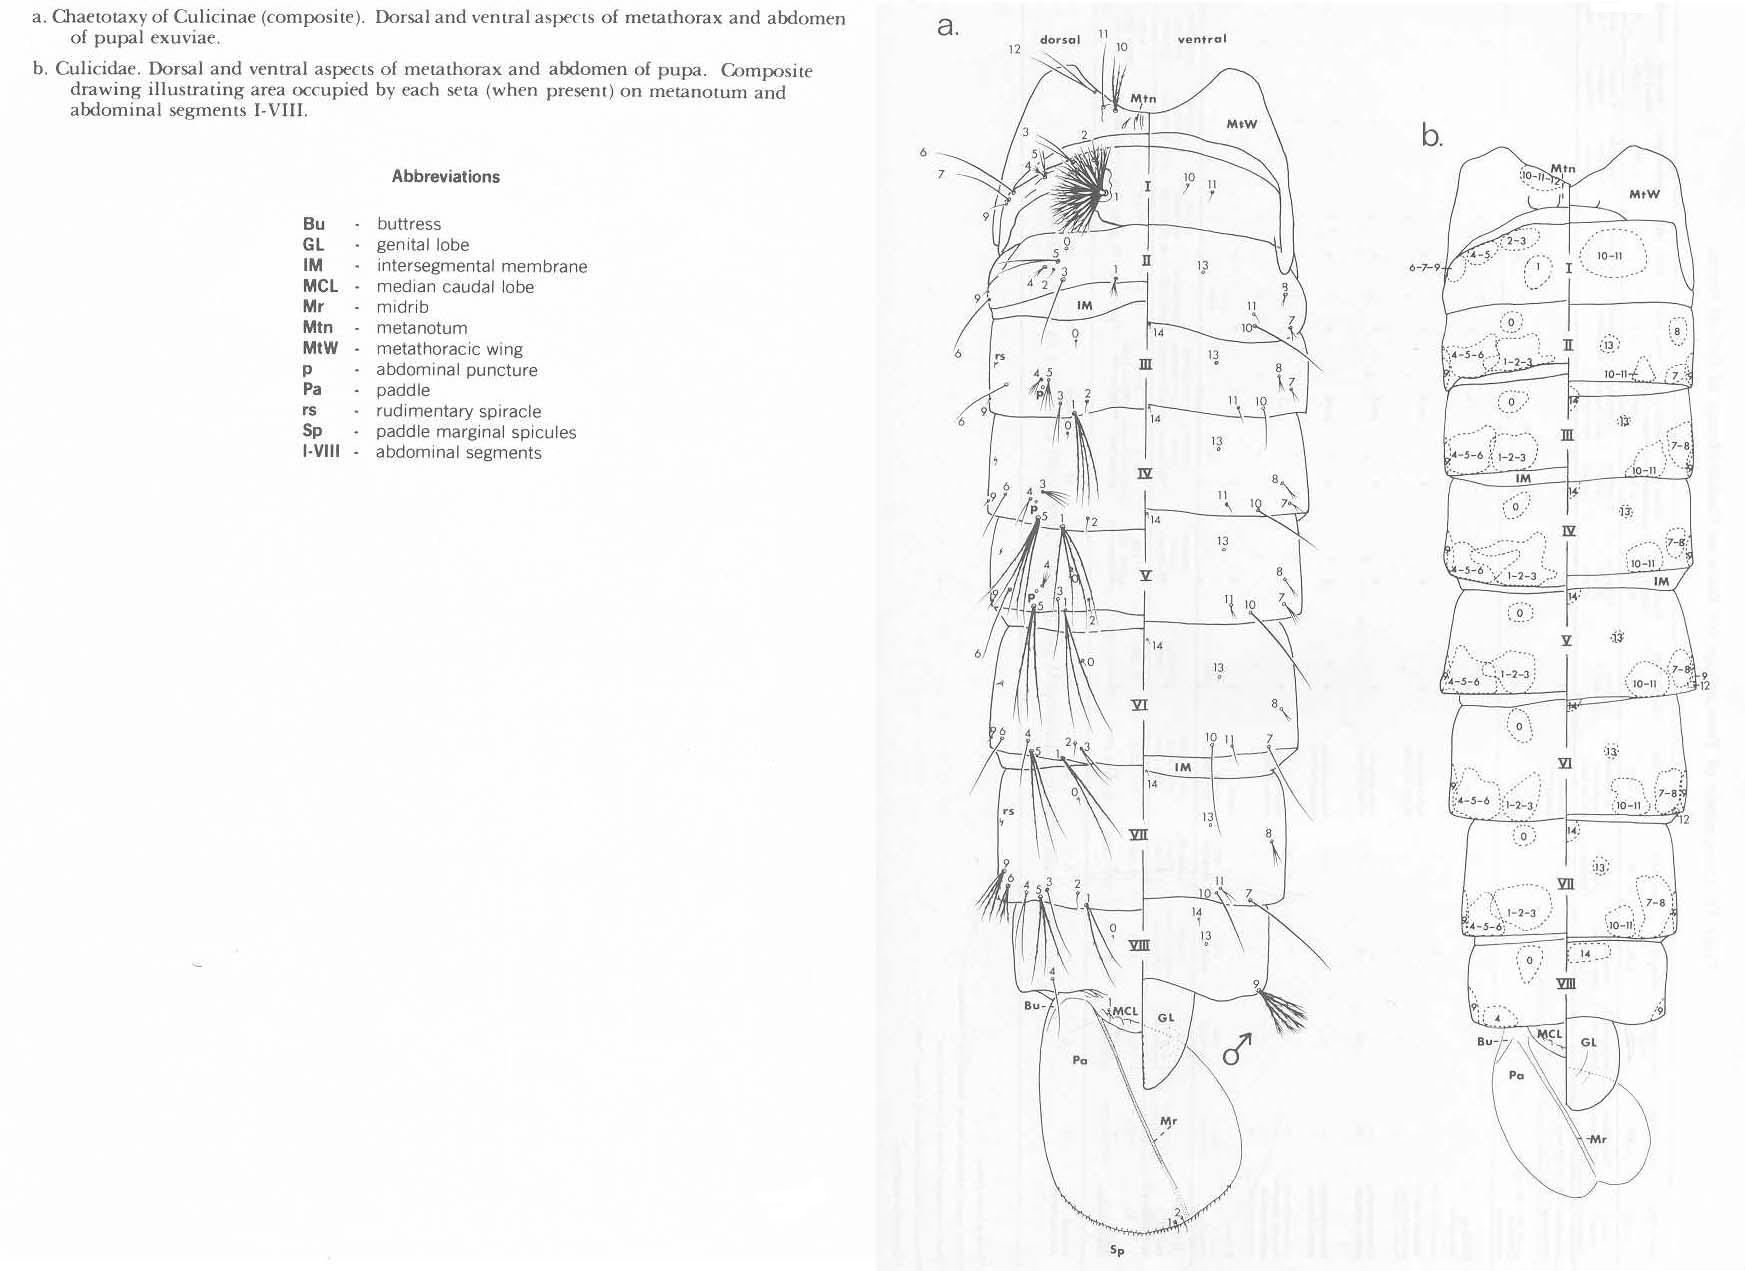 a. Chaetotaxy of Culicinae (composite). Dorsal and ventral aspects of metathorax and abdomen
of pupal exuviae.
b. Culicidae. Dorsal and ventral aspects of metathorax and abdomen of pupa. Composite
drawing illustrating area occupied by each seta (when present) on metanotum and
abdominal segments I-VIII.
Abbreviations
Bu - buttress
GL - genital lobe
IM - intersegmental membrane
MCL - median caudal lobe
Mr - midrib
Mtn - metanotum
MtW - metathoracic wing
p - abdominal puncture
Pa - paddle
rs - rudimentary spiracle
Sp - paddle marginal spicules
I-VIII - abdominal segments
a.
dorsal 11 ventral
12 10
Mtn
MtW
3 2
6 5
4
7
1 I 10 11
9
0
5 II 13
4 2 3 1
9 8
IM 11
10 7
14
6
0
rs III 13
4 5 8
p 7
3 1 2 11 10
9
6
0 14
13
IV
6 4 3 8
9 p 11 10 7
5 1 2 14
13
4 V 8
0
9 p 3 11 10 7
5 1
2
6 14
0
13
VI
8
9 6 4 2 3 10 11 7
5 1
IM
14
0
rs 13
VII 8
9
6 4 5 3 2 11
1 10 7
14
0 13
VIII
4
9
Bu 1 MCL GL
Pa
♂
Mr
2
1
Sp
b.
Mtn
10-11-12
MtW
2-3
4-5
6-7-9 1 I 10-11
0
II 13 8
4-5-6 1-2-3
9 10-11 7
0 14
III 13
4-5-6 1-2-3 7-8
9 10-11 9
IM
14
0 13
IV
9 7-8
4-5-6 1-2-3 10-11 9
IM
14
0
V 13
4-5-6 1-2-3 7-8
9 10-11 9
12
14
0
13
VI
9 4-5-6 1-2-3 10-11 7-8 9
12
0 14
13
VII
1-2-3 7-8
9 4-5-6 10-11 9
14
0
VIII
9 4 9
Bu MCL GL
Pa
Mr